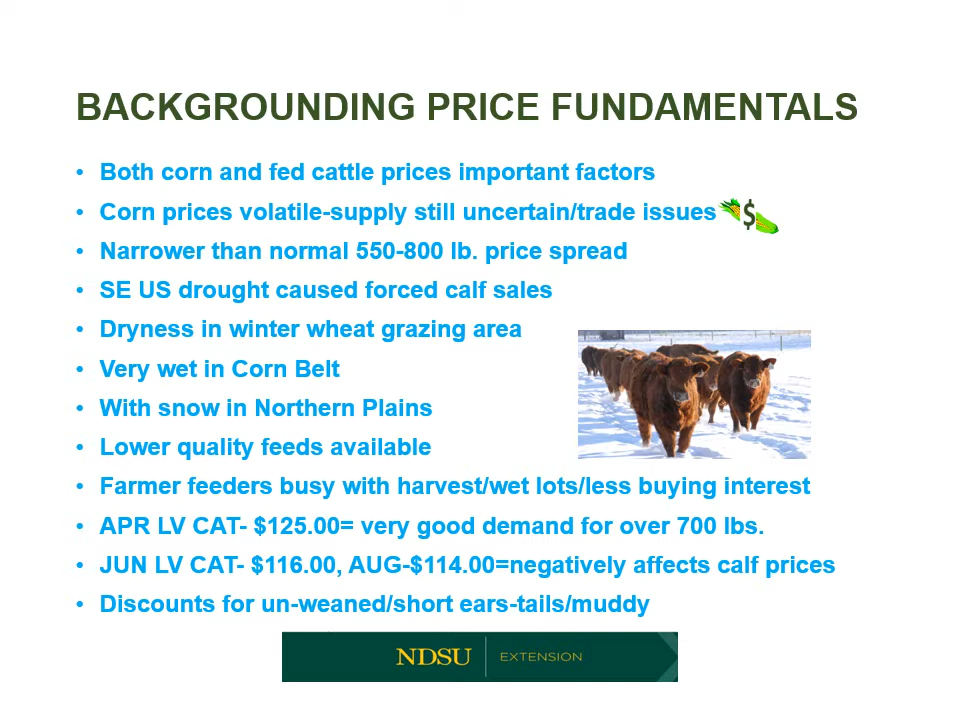 BACKGROUNDING PRICE FUNDAMENTALS
• Both corn and fed cattle prices important factors
• Corn prices volatile-supply still uncertain/trade issues
$
• Narrower than normal 550-800 lb. price spread
• SE US drought caused forced calf sales
• Dryness in winter wheat grazing area
• Very wet in Corn Belt
• With snow in Northern Plains
• Lower quality feeds available
• Farmer feeders busy with harvest/wet lots/less buying interest
• APR LV CAT- $125.00= very good demand for over 700 lbs.
• JUN LV CAT- $116.00, AUG-$114.00=negatively affects calf prices
• Discounts for un-weaned/short ears-tails/muddy
NDSU EXTENSION